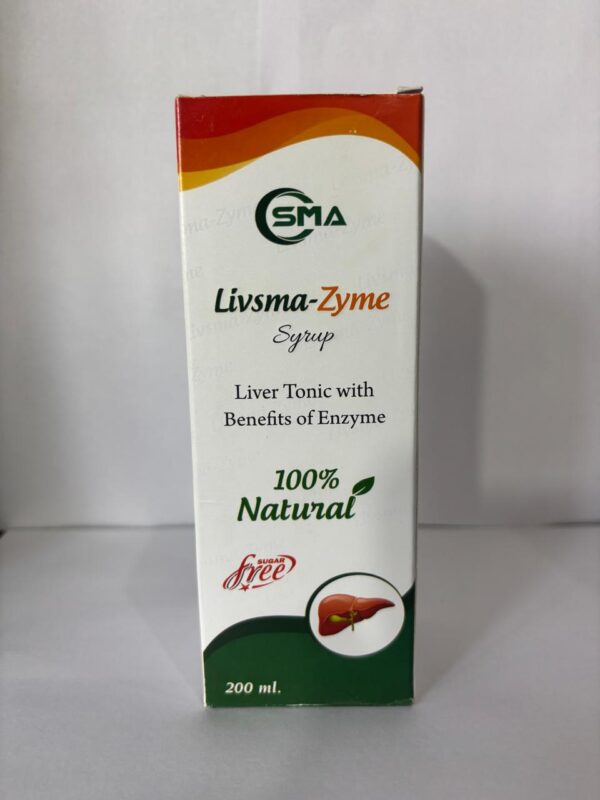 SMA
Livsma-Zyme
Syrup
Liver Tonic with
Benefits of Enzyme
100%
Natural
SUGAR
free
200 ml.